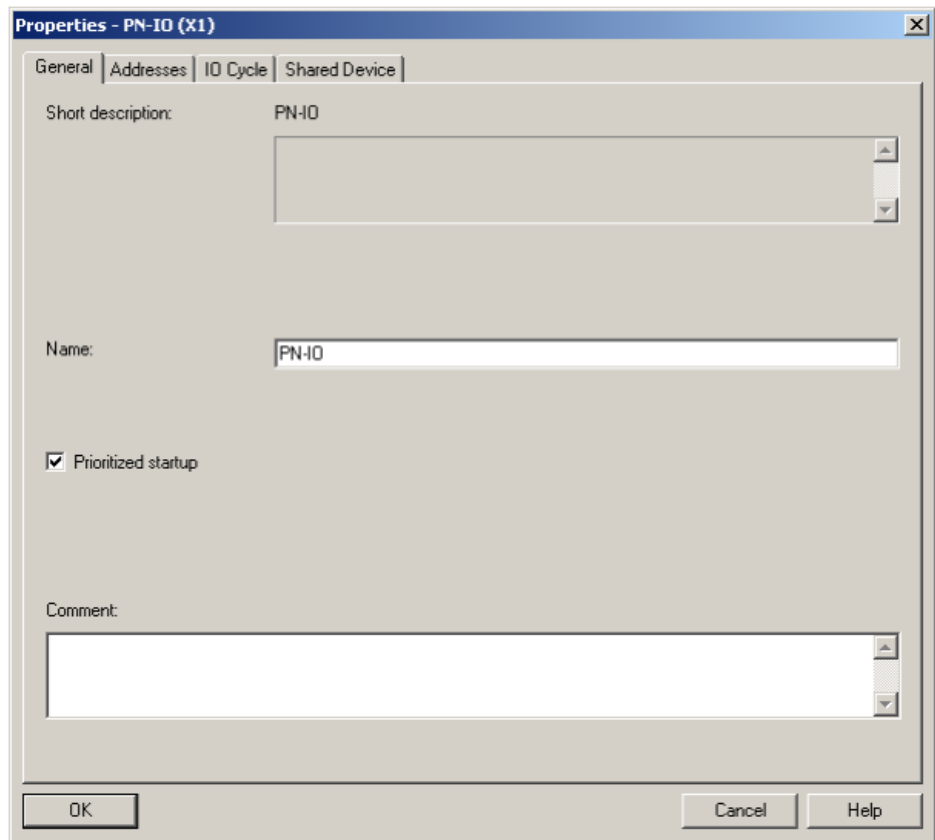 Properties - PN-IO (X1)
General Addresses IO Cycle Shared Device
Short description: PN-IO
Name: PN-IO
Prioritized startup
Comment:
OK Cancel Help